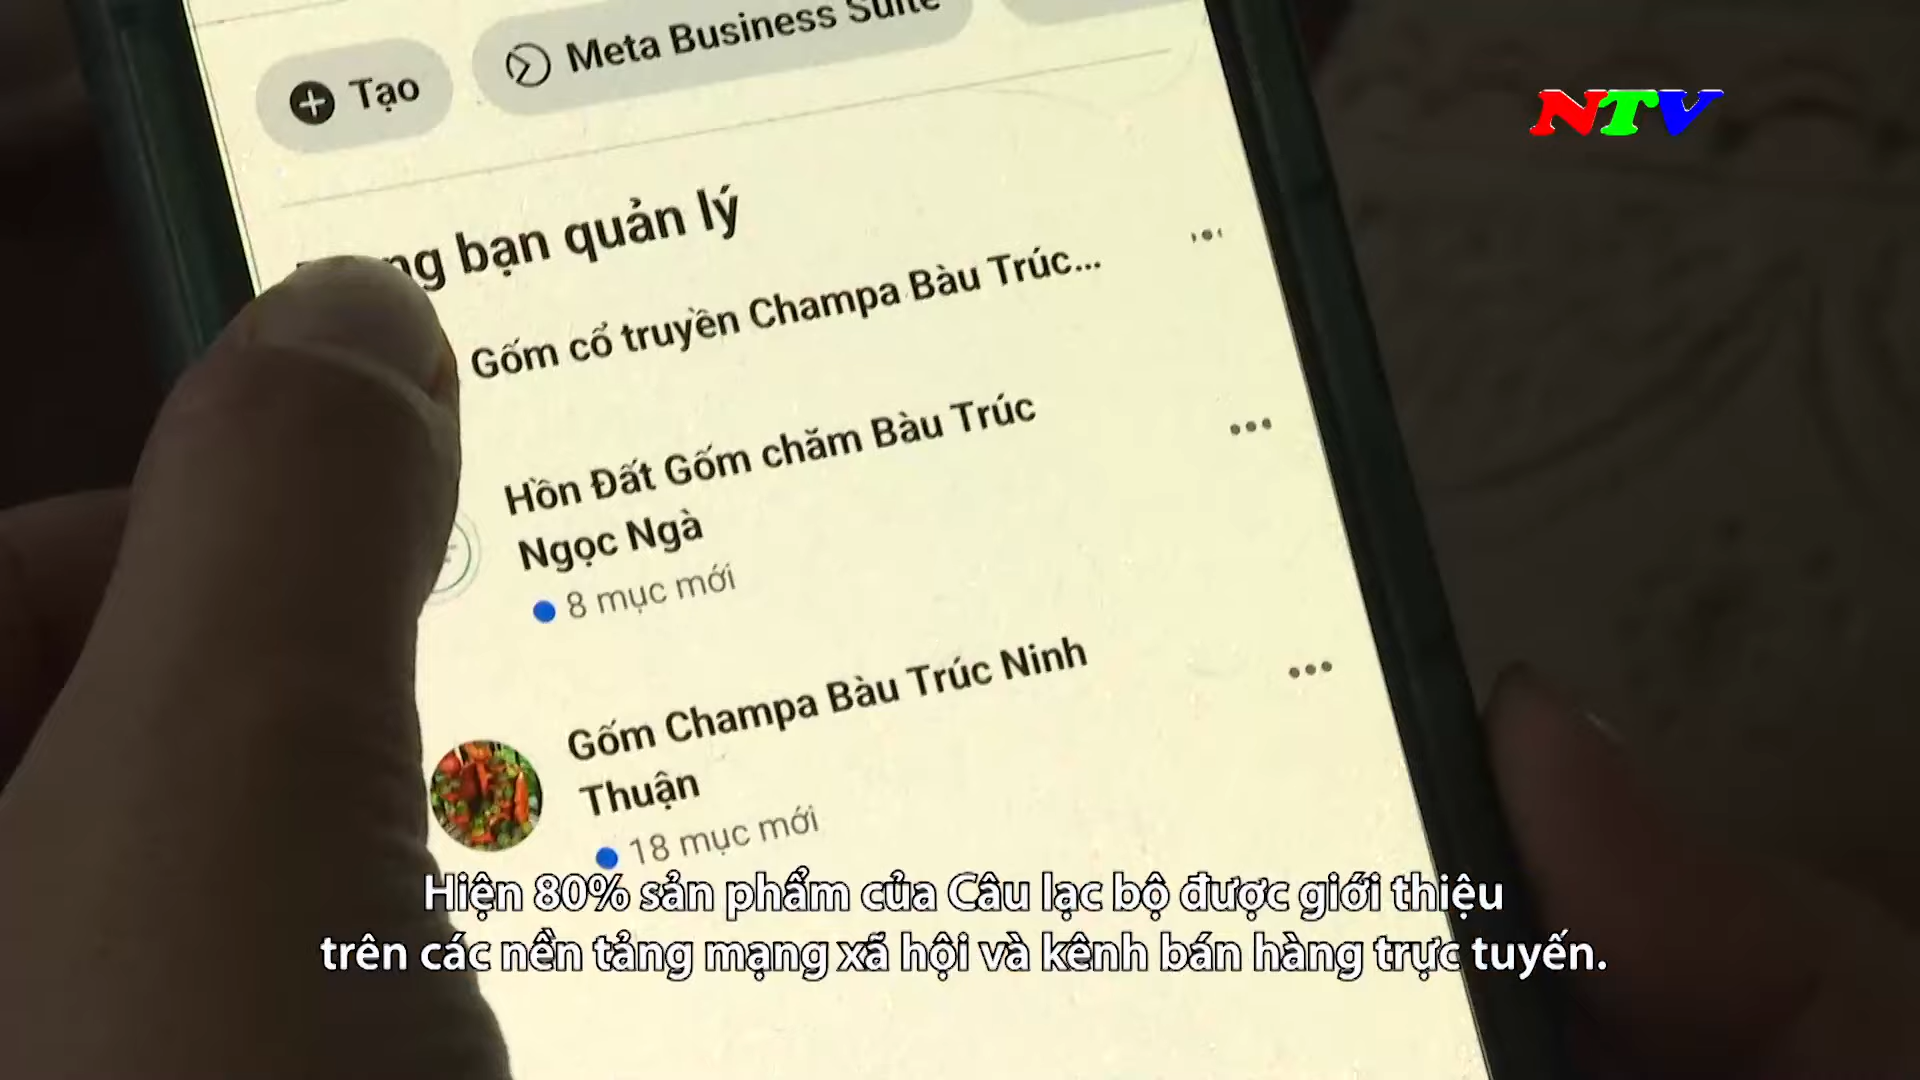 Tạo
Meta Business Suite
NTV
bạn quản lý
Gốm cổ truyền Champa Bàu Trúc...
Hồn Đất Gốm chăm Bàu Trúc
Ngọc Ngà
8 mục mới
Gốm Champa Bàu Trúc Ninh
Thuận
18 mục mới
Hiện 80% sản phẩm của Câu lạc bộ được giới thiệu
trên các nền tảng mạng xã hội và kênh bán hàng trực tuyến.